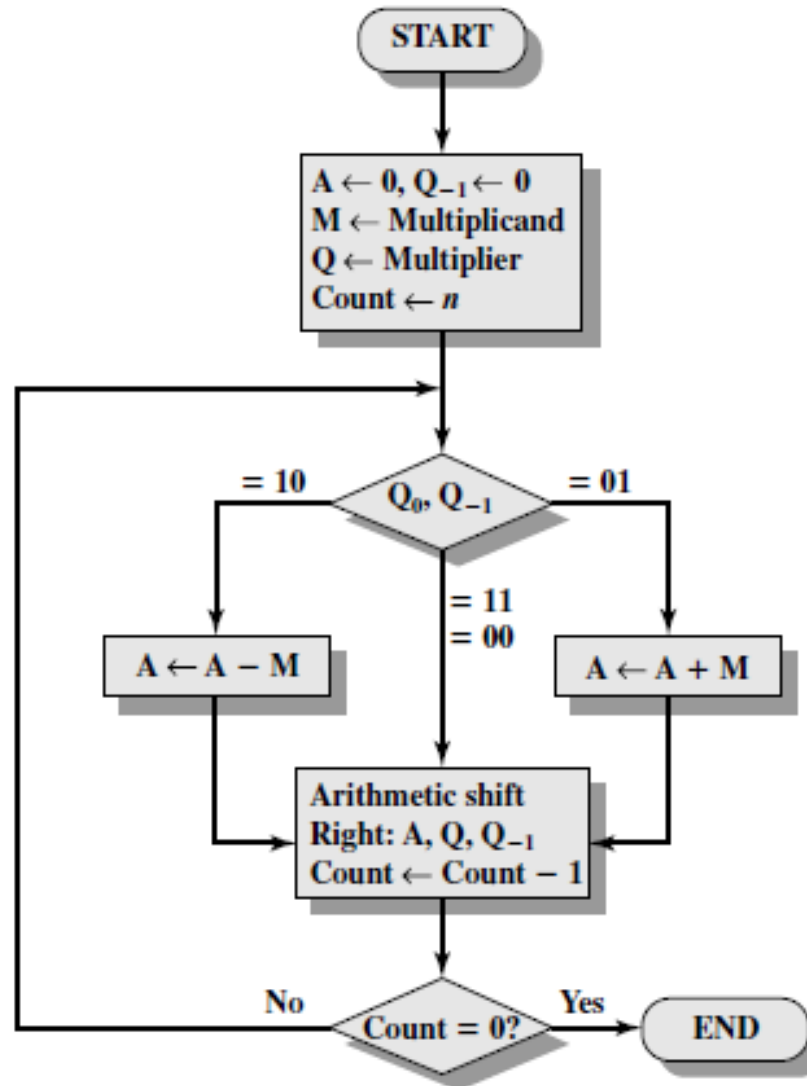 START
A ← 0, Q₋₁ ← 0
M ← Multiplicand
Q ← Multiplier
Count ← n
= 10
Q₀, Q₋₁
= 01
= 11
= 00
A ← A − M
A ← A + M
Arithmetic shift
Right: A, Q, Q₋₁
Count ← Count − 1
No
Count = 0?
Yes
END